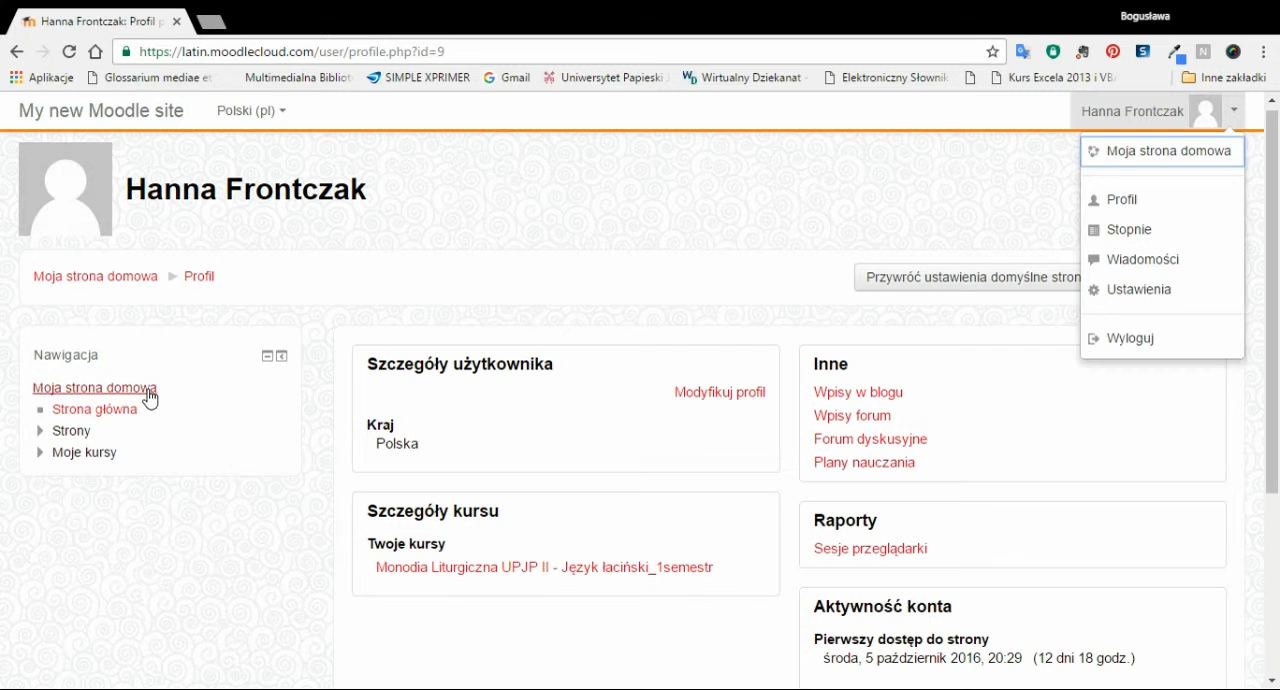 Bogusława
Hanna Frontczak: Profil p
https://latin.moodlecloud.com/user/profile.php?id=9
Aplikacje Glossarium mediae et Multimedialna Bibliot SIMPLE XPRIMER Gmail Uniwersytet Papieski Wirtualny Dziekanat Elektroniczny Słownik Kurs Excela 2013 i VBA Inne zakładki
My new Moodle site Polski (pl) Hanna Frontczak
Moja strona domowa
Profil
Stopnie
Wiadomości
Ustawienia
Wyloguj
Hanna Frontczak
Moja strona domowa Profil Przywróć ustawienia domyślne stron
Nawigacja
Moja strona domowa
Strona główna
Strony
Moje kursy
Szczegóły użytkownika
Modyfikuj profil
Kraj
Polska
Szczegóły kursu
Twoje kursy
Monodia Liturgiczna UPJP II - Język łaciński_1semestr
Inne
Wpisy w blogu
Wpisy forum
Forum dyskusyjne
Plany nauczania
Raporty
Sesje przeglądarki
Aktywność konta
Pierwszy dostęp do strony
środa, 5 październik 2016, 20:29 (12 dni 18 godz.)